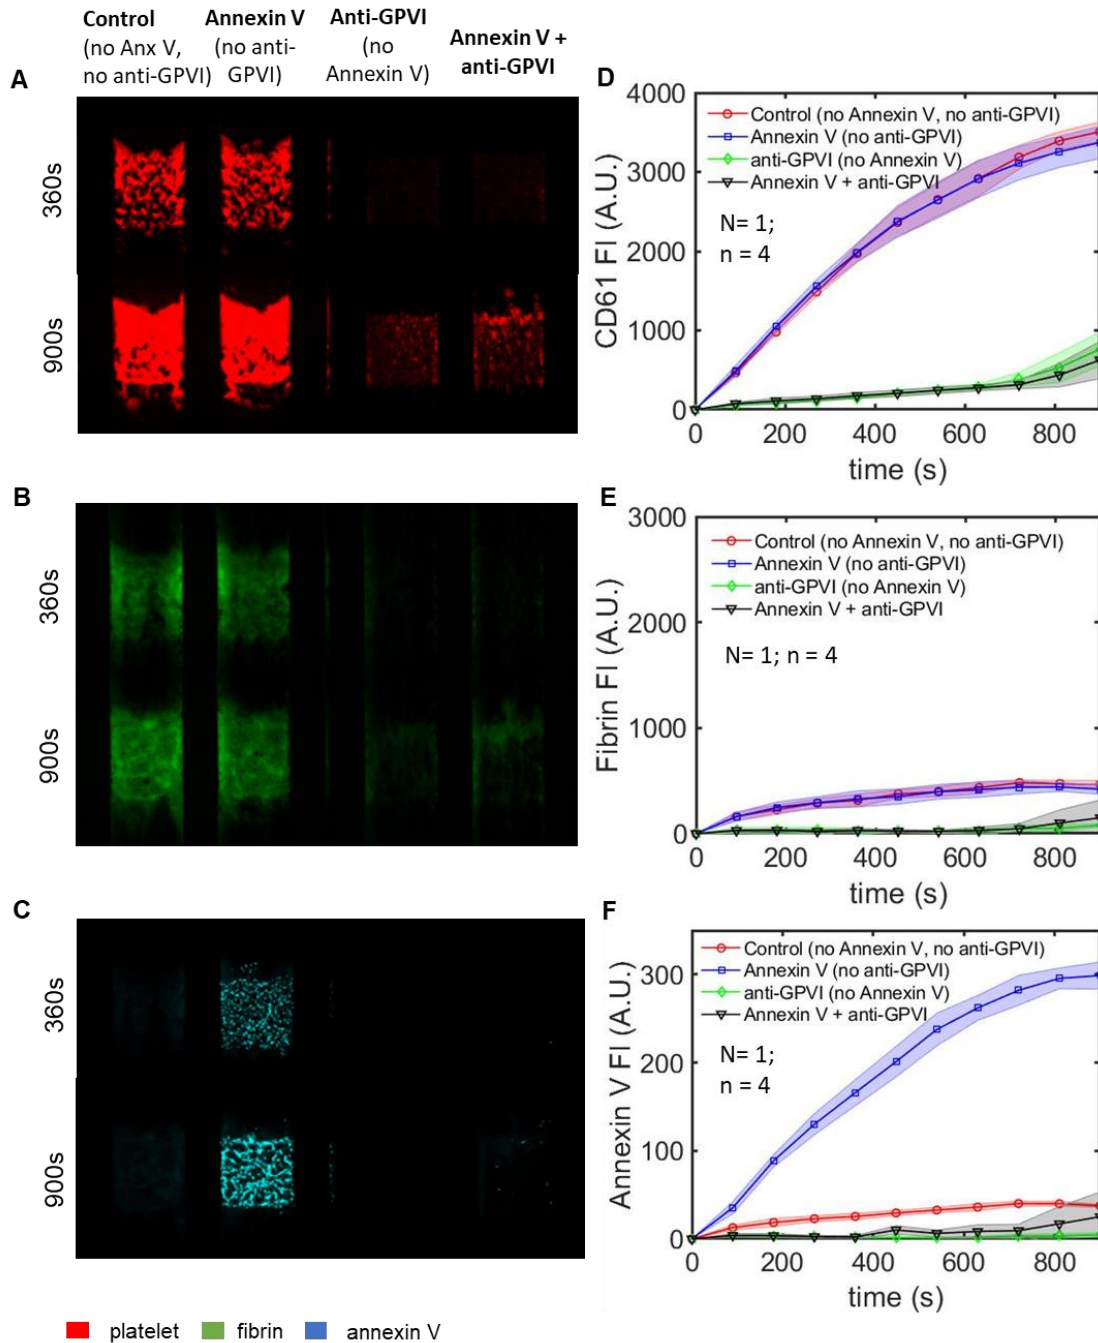 Control
(no Anx V,
no anti-GPVI)
Annexin V
(no anti-
GPVI)
Anti-GPVI
(no
Annexin V)
Annexin V +
anti-GPVI
A
360s
900s
B
360s
900s
C
360s
900s
platelet
fibrin
annexin V
D
4000
3000
2000
1000
0
CD61 FI (A.U.)
Control (no Annexin V, no anti-GPVI)
Annexin V (no anti-GPVI)
anti-GPVI (no Annexin V)
Annexin V + anti-GPVI
N= 1;
n = 4
0 200 400 600 800
time (s)
E
3000
2000
1000
0
Fibrin FI (A.U.)
Control (no Annexin V, no anti-GPVI)
Annexin V (no anti-GPVI)
anti-GPVI (no Annexin V)
Annexin V + anti-GPVI
N= 1; n = 4
0 200 400 600 800
time (s)
F
300
200
100
0
Annexin V FI (A.U.)
Control (no Annexin V, no anti-GPVI)
Annexin V (no anti-GPVI)
anti-GPVI (no Annexin V)
Annexin V + anti-GPVI
N= 1;
n = 4
0 200 400 600 800
time (s)